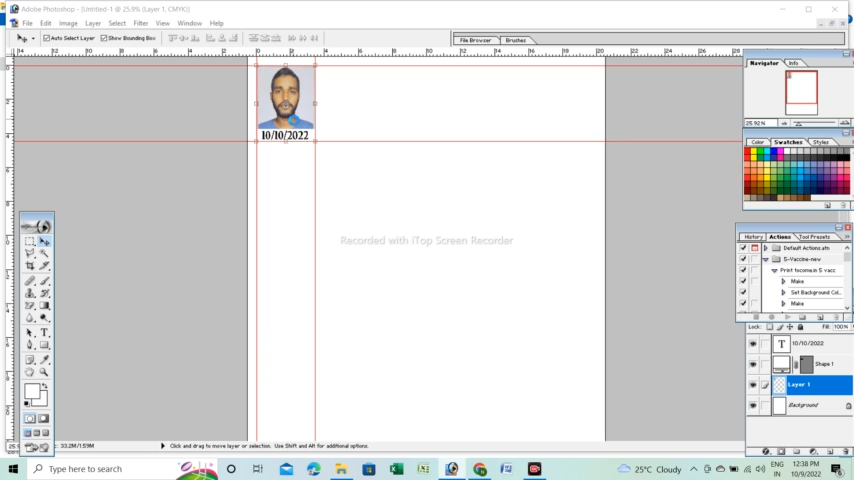 Adobe Photoshop - [Untitled-1 @ 25.9% (Layer 1, CMYK)]
File Edit Image Layer Select Filter View Window Help
Auto Select Layer Show Bounding Box
File Browser Brushes
10/10/2022
Recorded with iTop Screen Recorder
Navigator Info
25.92%
Color Swatches Styles
History Actions Tool Presets
Default Actions.atn
5-Vaccine-new
Make
Set Background Col...
Make
Lock: Fill: 100%
T 10/10/2022
Shape 1
Layer 1
Background
33.2M/1.59M
Click and drag to move layer or selection. Use Shift and Alt for additional options.
Type here to search
25°C Cloudy
ENG
IN
12:38 PM
10/9/2022